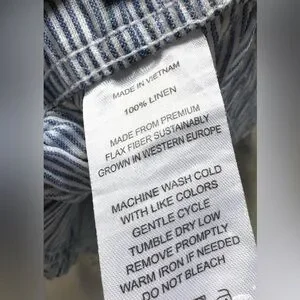 MADE IN VIETNAM
100% LINEN
MADE FROM PREMIUM
FLAX FIBER SUSTAINABLY
GROWN IN WESTERN EUROPE
MACHINE WASH COLD
WITH LIKE COLORS
GENTLE CYCLE
TUMBLE DRY LOW
REMOVE PROMPTLY
WARM IRON IF NEEDED
DO NOT BLEACH